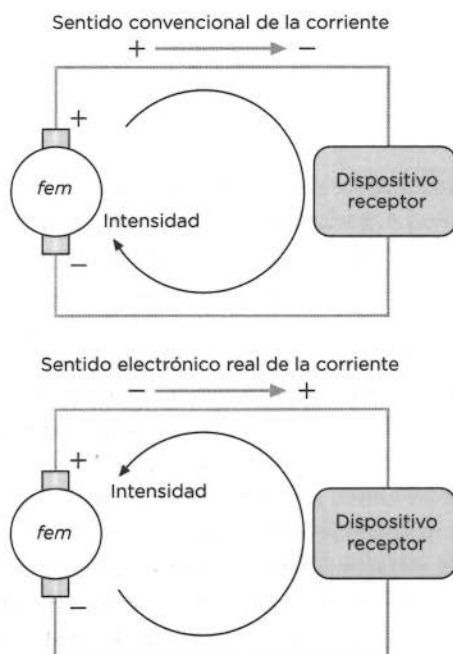 Sentido convencional de la corriente
+ −
+
fem
Intensidad
−
Dispositivo
receptor
Sentido electrónico real de la corriente
− +
+
Intensidad
fem
−
Dispositivo
receptor